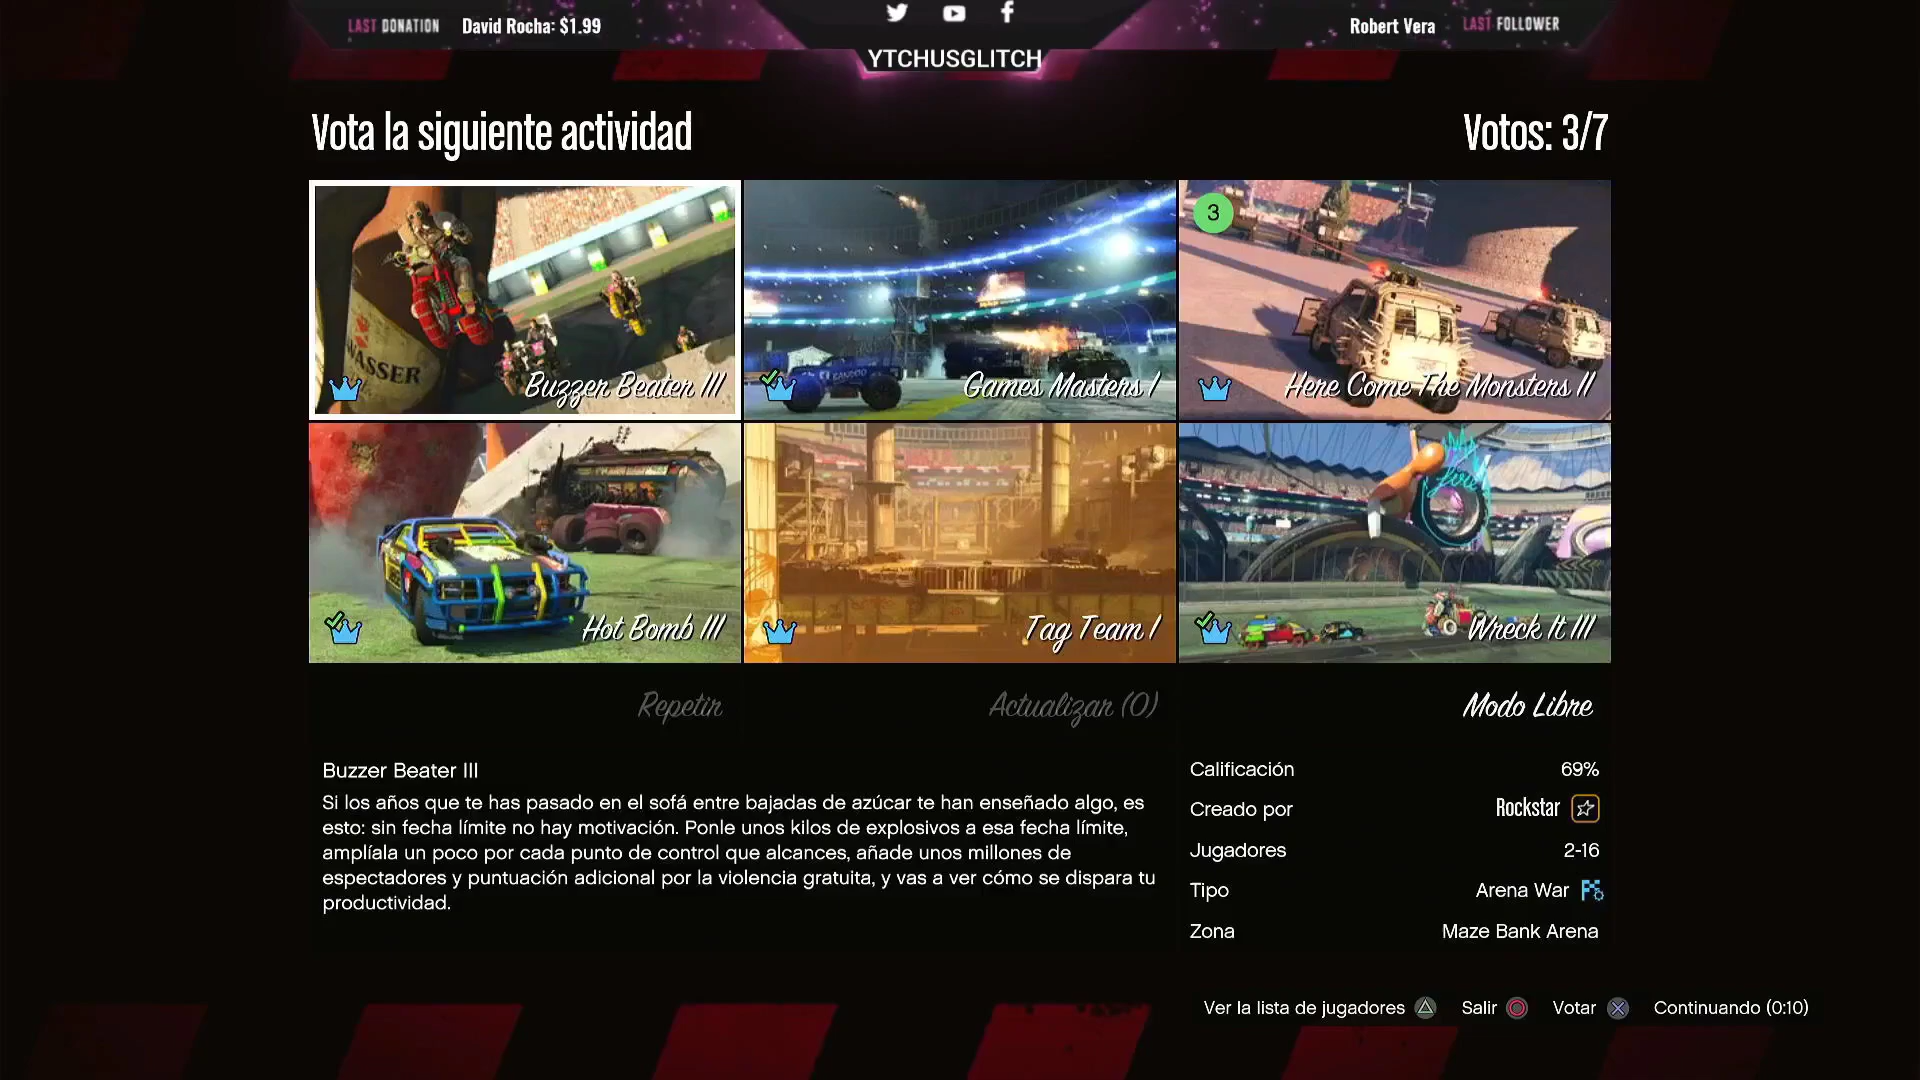 LAST DONATION David Rocha: $1.99
Robert Vera LAST FOLLOWER
YTCHUSGLITCH
Vota la siguiente actividad
Votos: 3/7
WASSER
Buzzer Beater III
Games Masters I
3
Here Come The Monsters II
Hot Bomb III
Tag Team I
Wreck It III
Repetir
Actualizar (0)
Modo Libre
Buzzer Beater III
Si los años que te has pasado en el sofá entre bajadas de azúcar te han enseñado algo, es
esto: sin fecha límite no hay motivación. Ponle unos kilos de explosivos a esa fecha límite,
amplíala un poco por cada punto de control que alcances, añade unos millones de
espectadores y puntuación adicional por la violencia gratuita, y vas a ver cómo se dispara tu
productividad.
Calificación 69%
Creado por Rockstar
Jugadores 2-16
Tipo Arena War
Zona Maze Bank Arena
Ver la lista de jugadores Salir Votar Continuando (0:10)